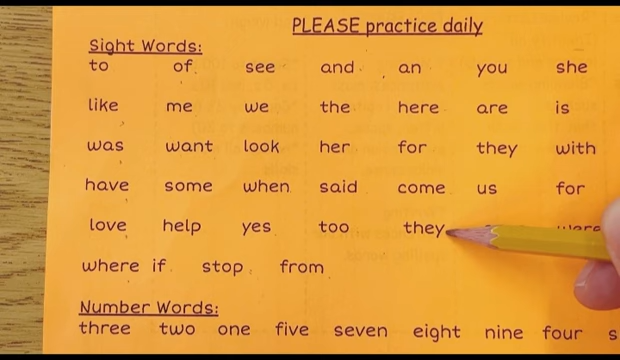 PLEASE practice daily
Sight Words:
to of see and an you she
like me we the here are is
was want look her for they with
have some when said come us for
love help yes too they
where if stop from
Number Words:
three two one five seven eight nine four